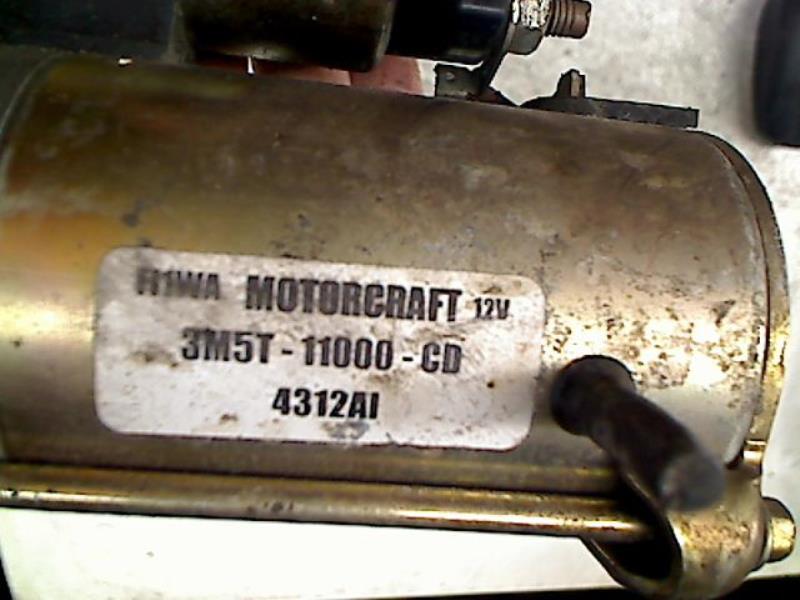 MOTORCRAFT 12V
3M5T - 11000 - CD
4312AI